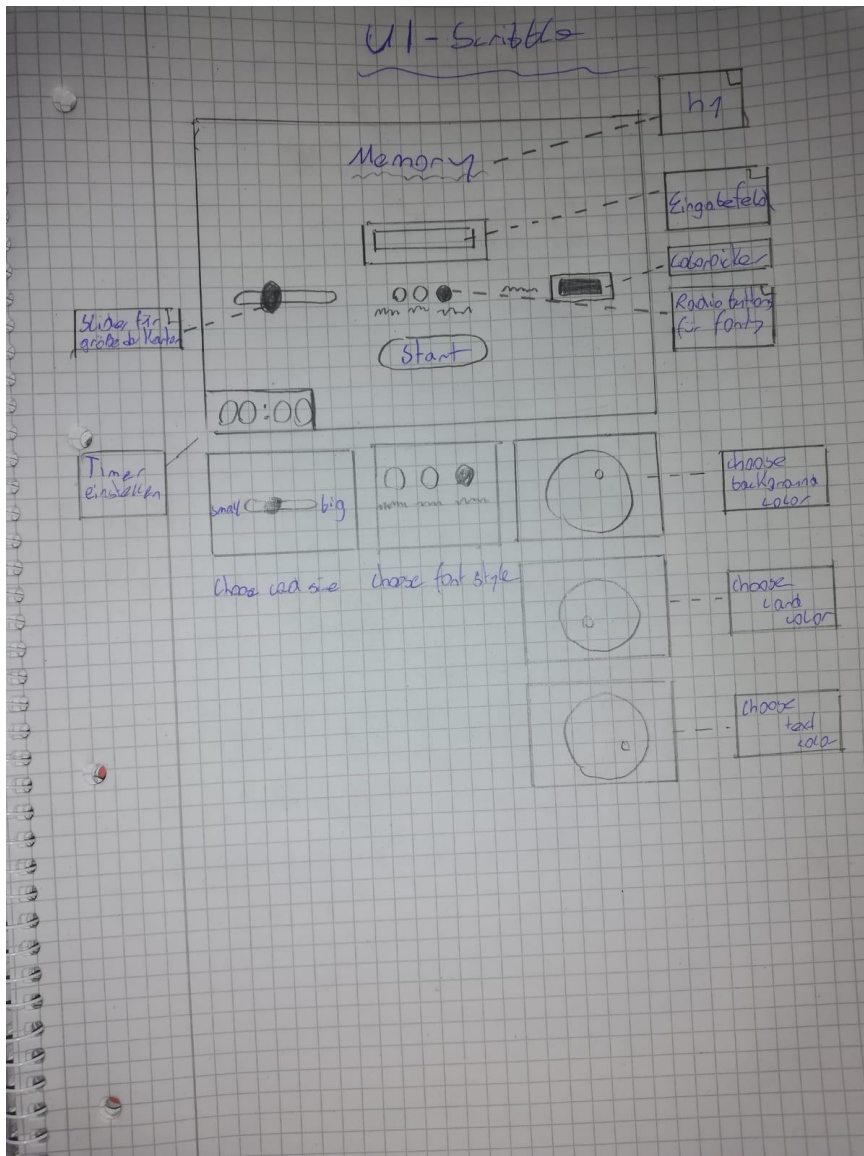 UI-Scribble
h1
Memory
Eingabefeld
Colorpicker
Slider für
größe der Karten
Radio buttons
für fonts
Start
00:00
Timer
einstellen
small
big
choose
background
color
Choose card size
choose font style
choose
card
color
choose
text
color